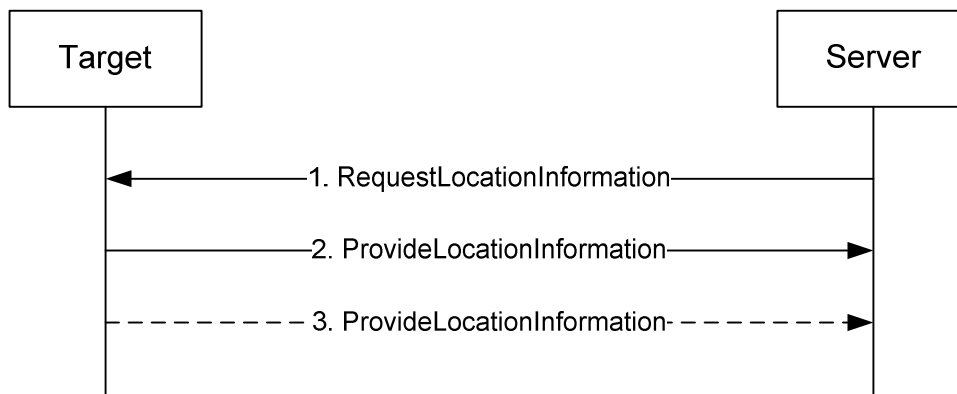 Target
Server
1. RequestLocationInformation
2. ProvideLocationInformation
3. ProvideLocationInformation